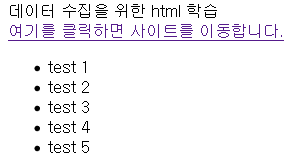 데이터 수집을 위한 html 학습
여기를 클릭하면 사이트를 이동합니다.
test 1
test 2
test 3
test 4
test 5